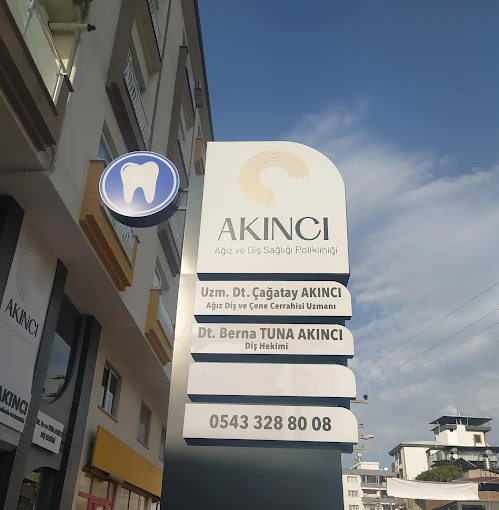 AKINCI
Ağız ve Diş Sağlığı Polikliniği
Uzm. Dt. Çağatay AKINCI
Ağız Diş ve Çene Cerrahisi Uzmanı
Dt. Berna TUNA AKINCI
Diş Hekimi
0543 328 80 08
AKINCI
AKINCI